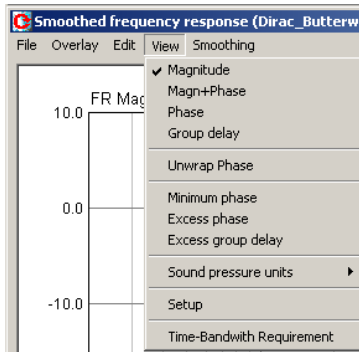 Smoothed frequency response (Dirac_Butterw
File Overlay Edit View Smoothing
Magnitude
Magn+Phase
Phase
Group delay
Unwrap Phase
Minimum phase
Excess phase
Excess group delay
Sound pressure units
Setup
Time-Bandwith Requirement
FR Mag
10.0
0.0
-10.0